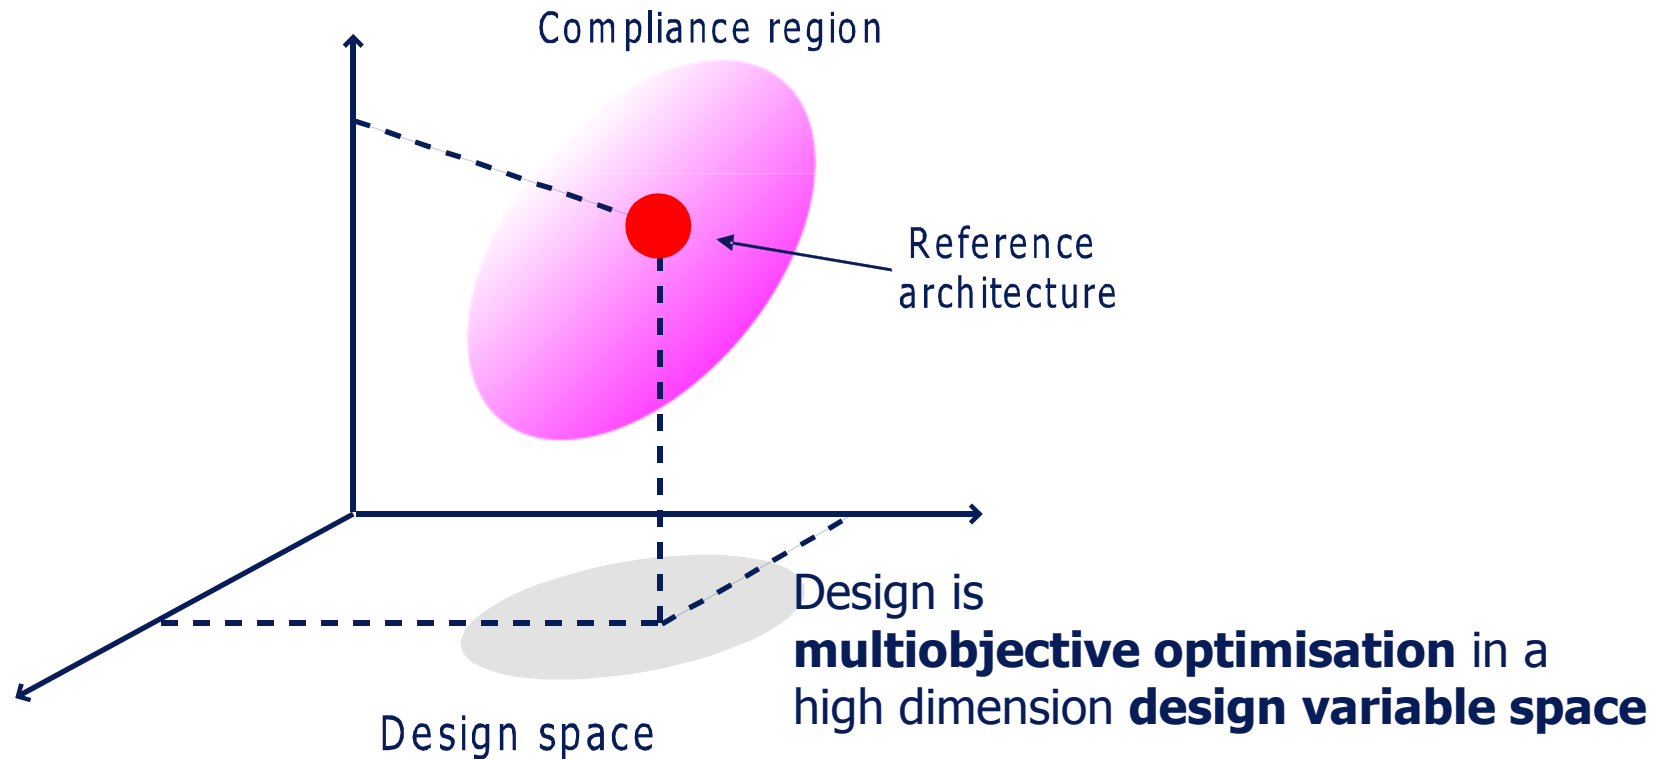 Compliance region
Reference
architecture
Design is
multiobjective optimisation in a
high dimension design variable space
Design space